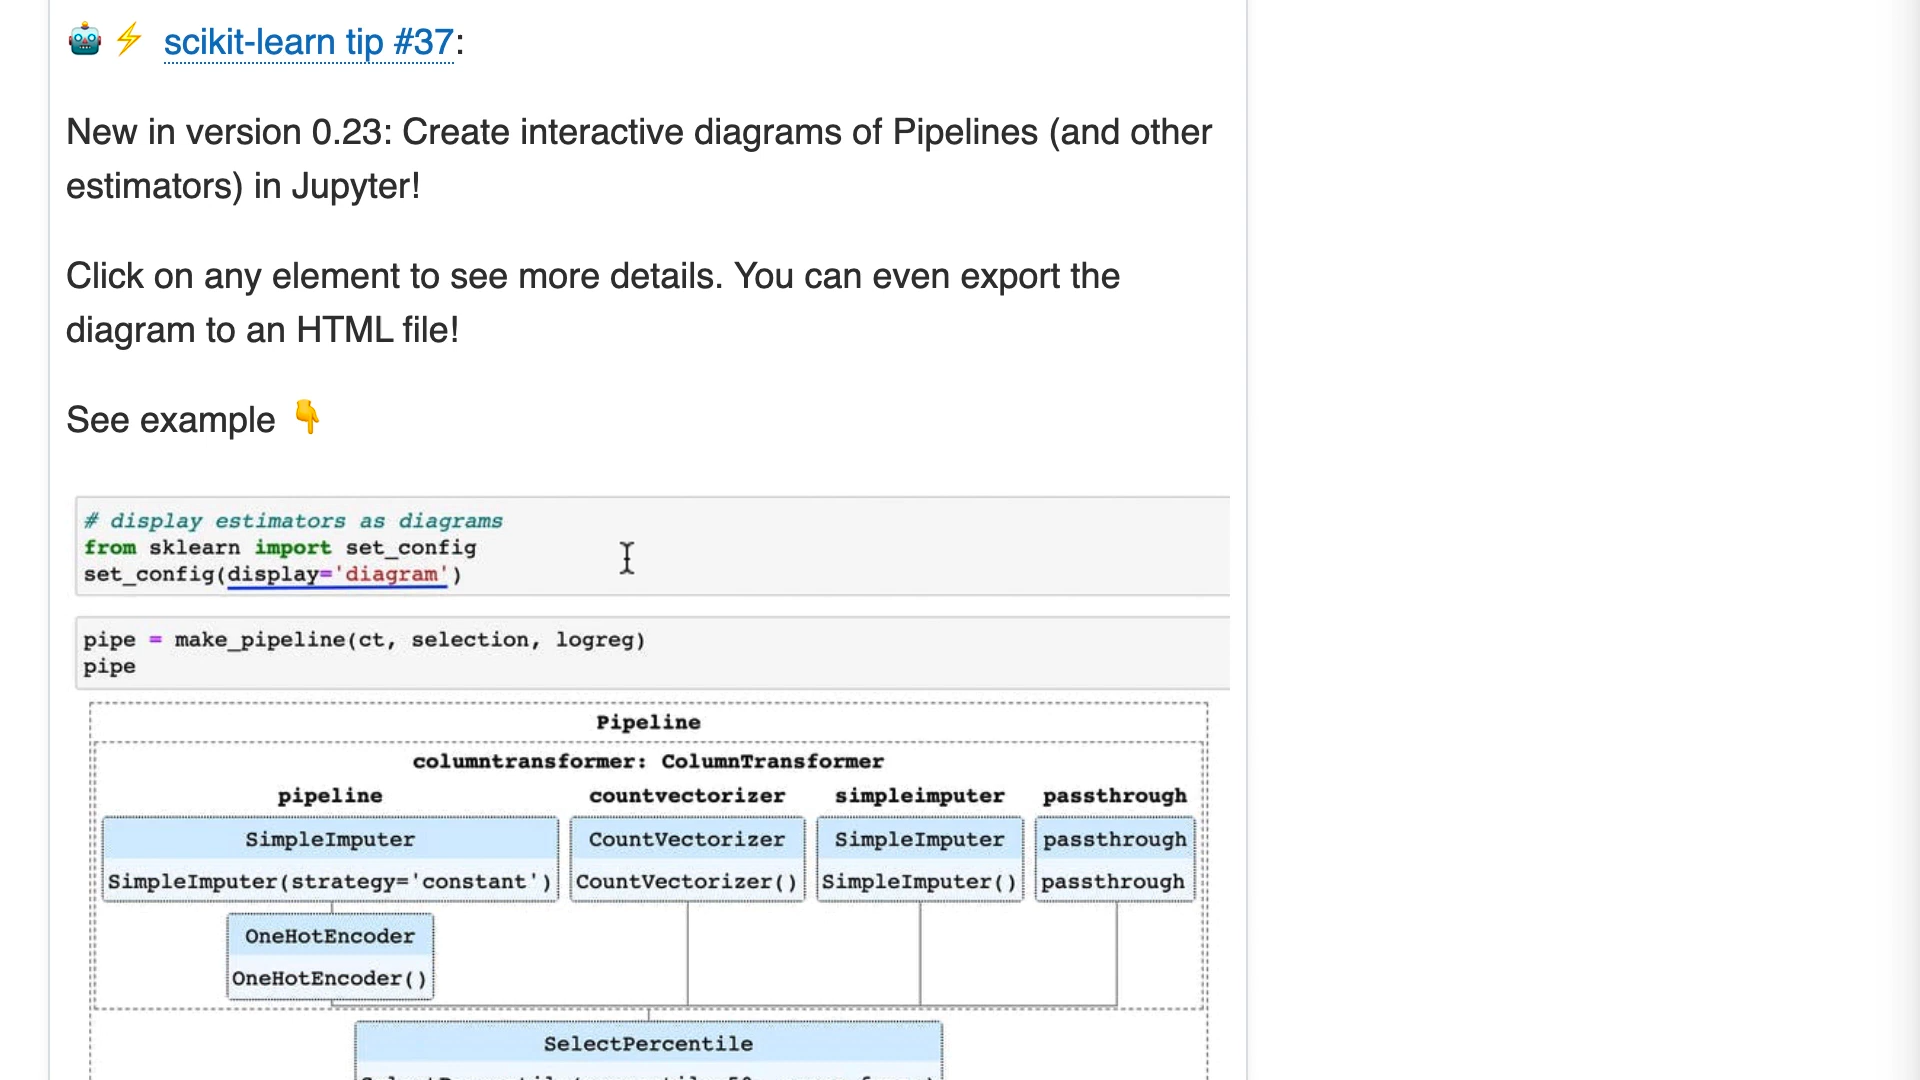 scikit-learn tip #37:
New in version 0.23: Create interactive diagrams of Pipelines (and other
estimators) in Jupyter!
Click on any element to see more details. You can even export the
diagram to an HTML file!
See example
# display estimators as diagrams
from sklearn import set_config
set_config(display='diagram')
pipe = make_pipeline(ct, selection, logreg)
pipe
Pipeline
columntransformer: ColumnTransformer
pipeline countvectorizer simpleimputer passthrough
SimpleImputer CountVectorizer SimpleImputer passthrough
SimpleImputer(strategy='constant') CountVectorizer() SimpleImputer() passthrough
OneHotEncoder
OneHotEncoder()
SelectPercentile